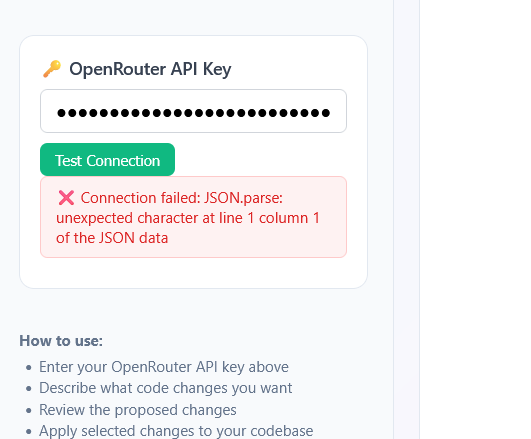 🔑 OpenRouter API Key
●●●●●●●●●●●●●●●●●●●●●●●●●●
Test Connection
❌ Connection failed: JSON.parse:
unexpected character at line 1 column 1
of the JSON data
How to use:
• Enter your OpenRouter API key above
• Describe what code changes you want
• Review the proposed changes
• Apply selected changes to your codebase